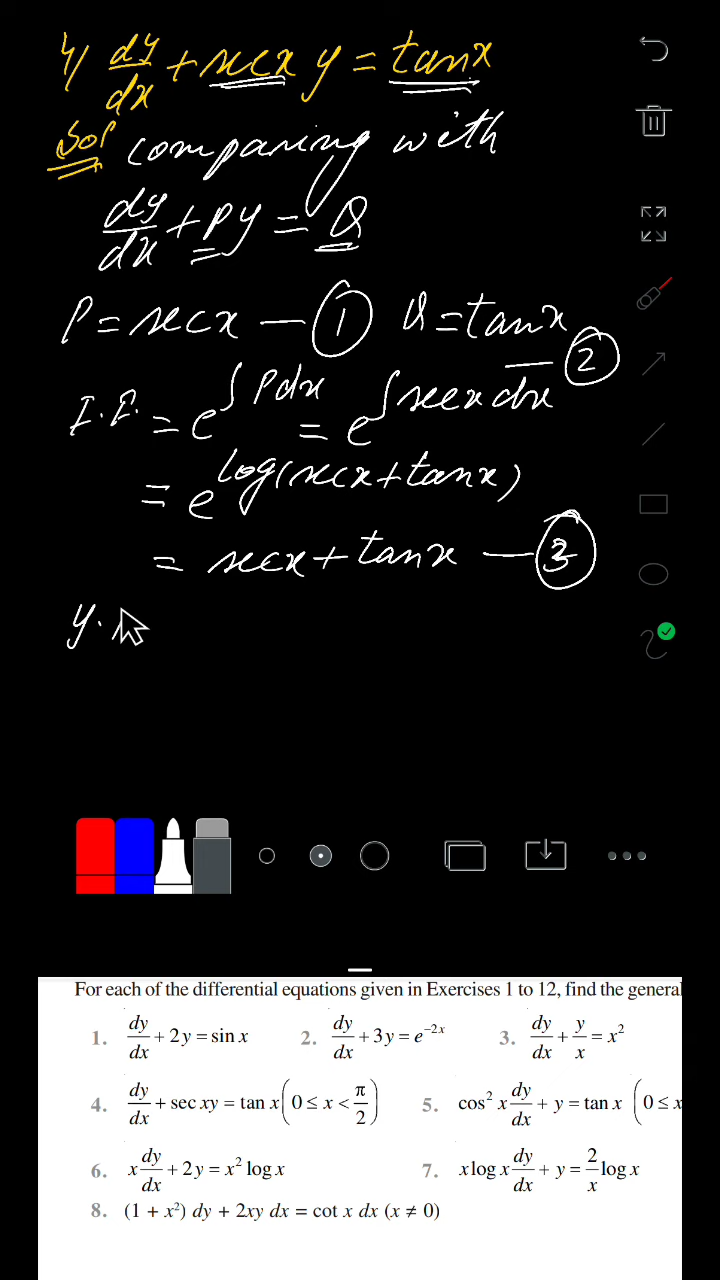 4) dy/dx + secx y = tanx
Sol comparing with
dy/dx + py = Q
P = secx — ① Q = tanx — ②
I.F. = e^∫Pdx = e^∫secx dx
= e^log(secx + tanx)
= secx + tanx — ③
y.
For each of the differential equations given in Exercises 1 to 12, find the general
1. dy/dx + 2y = sin x 2. dy/dx + 3y = e^−2x 3. dy/dx + y/x = x²
4. dy/dx + sec xy = tan x (0 ≤ x < π/2) 5. cos² x dy/dx + y = tan x (0 ≤ x
6. x dy/dx + 2y = x² log x 7. x log x dy/dx + y = 2/x log x
8. (1 + x²) dy + 2xy dx = cot x dx (x ≠ 0)